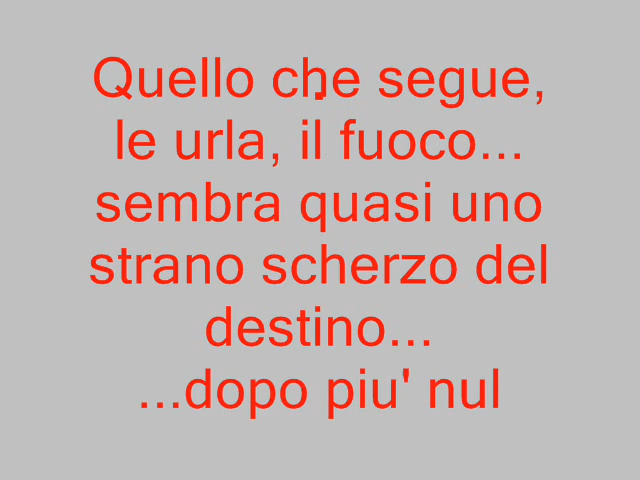 Quello che segue,
le urla, il fuoco...
sembra quasi uno
strano scherzo del
destino...
...dopo piu' nul